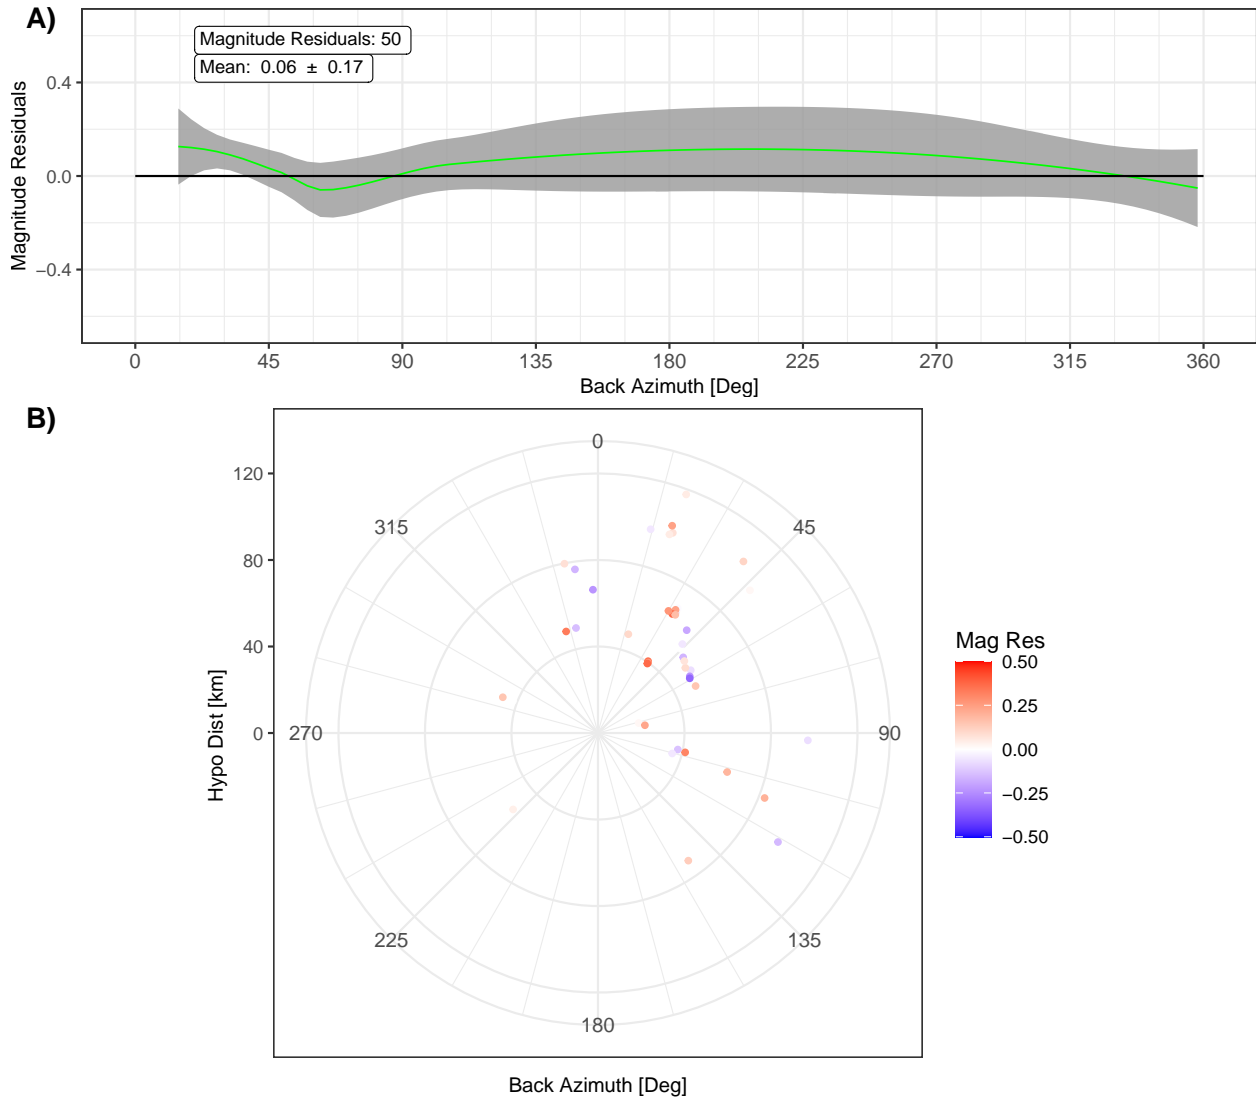 A)
Magnitude Residuals: 50
Mean:  0.06  ±  0.17
Magnitude Residuals
0.4
0.0
−0.4
0 45 90 135 180 225 270 315 360
Back Azimuth [Deg]
B)
Hypo Dist [km]
120
80
40
0
0
45
90
135
180
225
270
315
Back Azimuth [Deg]
Mag Res
0.50
0.25
0.00
−0.25
−0.50